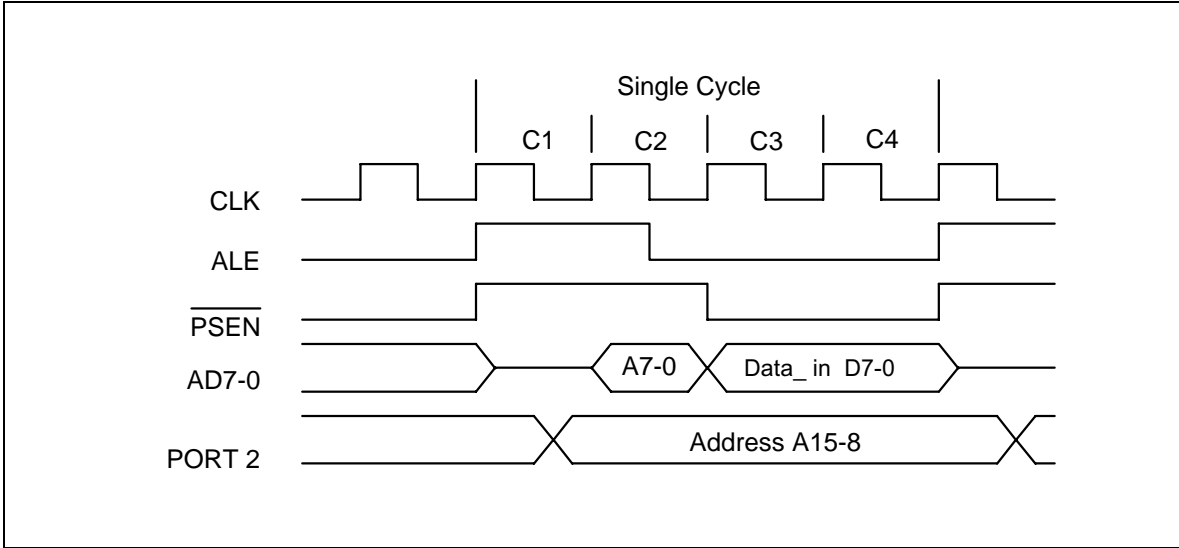 Single Cycle
C1 C2 C3 C4
CLK
ALE
PSEN
AD7-0 A7-0 Data_ in D7-0
PORT 2 Address A15-8